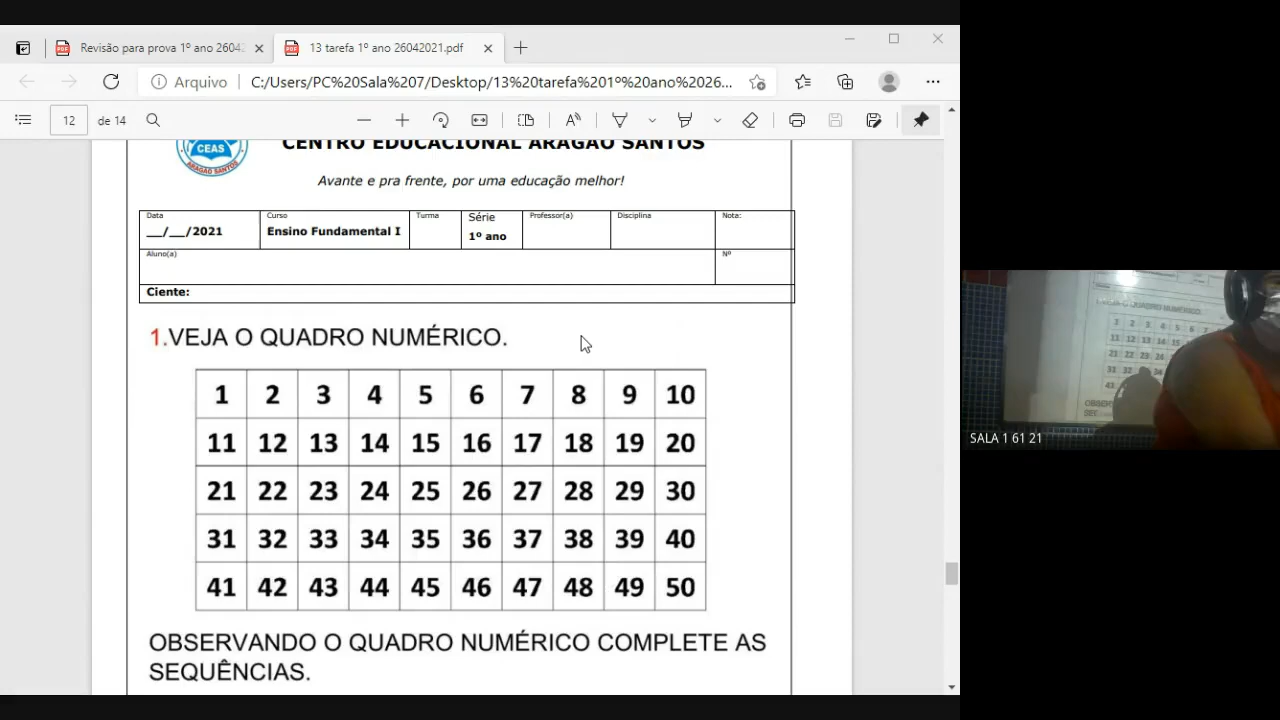 Revisão para prova 1º ano 26042
13 tarefa 1º ano 26042021.pdf
Arquivo
C:/Users/PC%20Sala%207/Desktop/13%20tarefa%201º%20ano%2026...
12 de 14
CEAS
ARAGÃO SANTOS
CENTRO EDUCACIONAL ARAGÃO SANTOS
Avante e pra frente, por uma educação melhor!
Data Curso Turma Série Professor(a) Disciplina Nota:
__/__/2021 Ensino Fundamental I 1º ano
Aluno(a) Nº
Ciente:
1.VEJA O QUADRO NUMÉRICO.
1 2 3 4 5 6 7 8 9 10
11 12 13 14 15 16 17 18 19 20
21 22 23 24 25 26 27 28 29 30
31 32 33 34 35 36 37 38 39 40
41 42 43 44 45 46 47 48 49 50
OBSERVANDO O QUADRO NUMÉRICO COMPLETE AS
SEQUÊNCIAS.
SALA 1 61 21